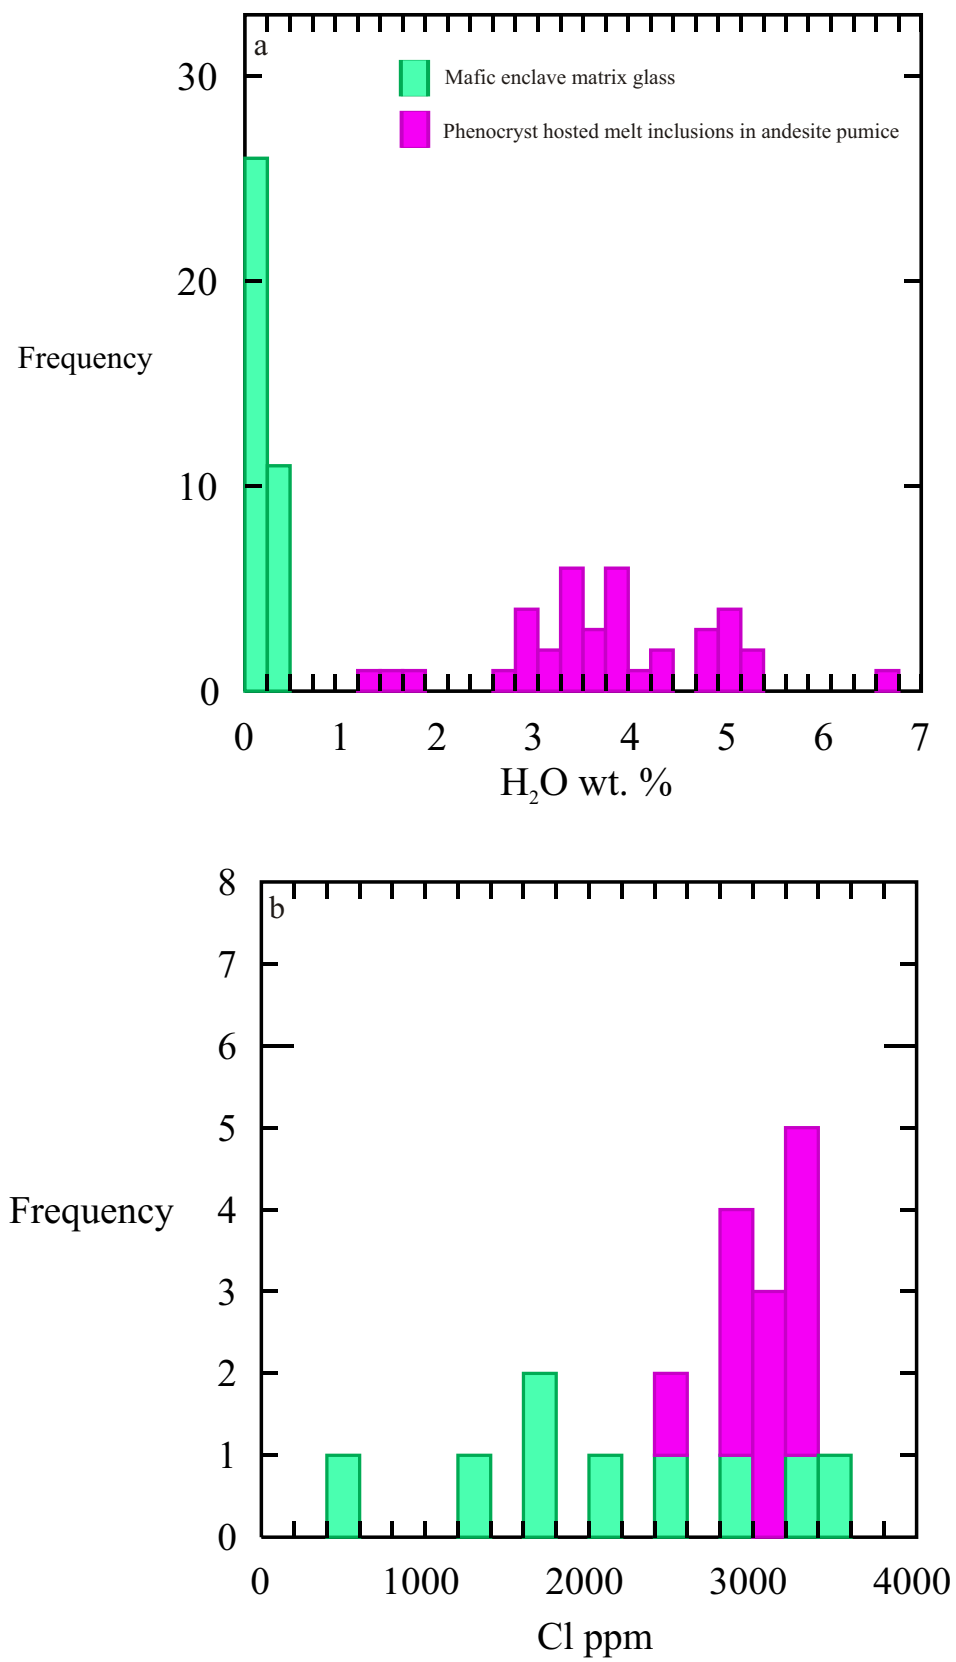 a
Mafic enclave matrix glass
Phenocryst hosted melt inclusions in andesite pumice
30
20
Frequency
10
0
0 1 2 3 4 5 6 7
H₂O wt. %
b
8
7
6
5
4
Frequency
3
2
1
0
0 1000 2000 3000 4000
Cl ppm